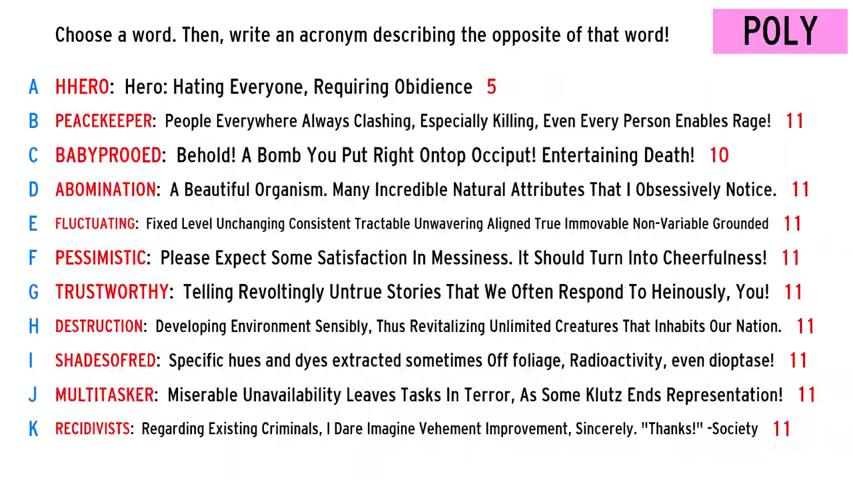 Choose a word. Then, write an acronym describing the opposite of that word!
POLY
A HHERO: Hero: Hating Everyone, Requiring Obidience 5
B PEACEKEEPER: People Everywhere Always Clashing, Especially Killing, Even Every Person Enables Rage! 11
C BABYPROOED: Behold! A Bomb You Put Right Ontop Occiput! Entertaining Death! 10
D ABOMINATION: A Beautiful Organism. Many Incredible Natural Attributes That I Obsessively Notice. 11
E FLUCTUATING: Fixed Level Unchanging Consistent Tractable Unwavering Aligned True Immovable Non-Variable Grounded 11
F PESSIMISTIC: Please Expect Some Satisfaction In Messiness. It Should Turn Into Cheerfulness! 11
G TRUSTWORTHY: Telling Revoltingly Untrue Stories That We Often Respond To Heinously, You! 11
H DESTRUCTION: Developing Environment Sensibly, Thus Revitalizing Unlimited Creatures That Inhabits Our Nation. 11
I SHADESOFRED: Specific hues and dyes extracted sometimes Off foliage, Radioactivity, even dioptase! 11
J MULTITASKER: Miserable Unavailability Leaves Tasks In Terror, As Some Klutz Ends Representation! 11
K RECIDIVISTS: Regarding Existing Criminals, I Dare Imagine Vehement Improvement, Sincerely. "Thanks!" -Society 11